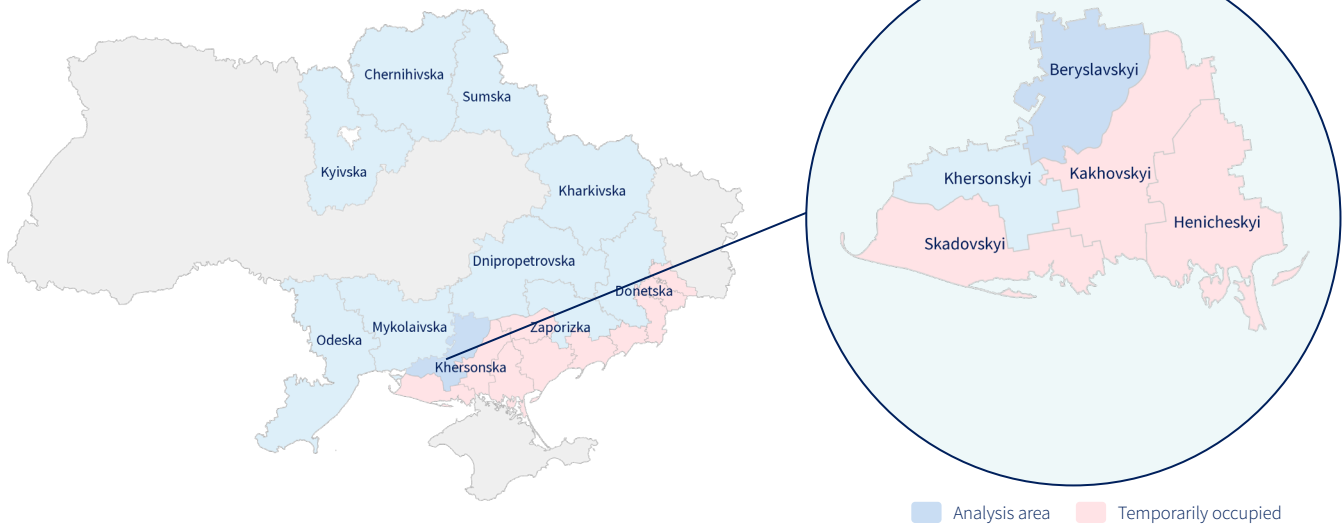 Chernihivska
Sumska
Kyivska
Kharkivska
Dnipropetrovska
Donetska
Zaporizka
Mykolaivska
Odeska
Khersonska
Beryslavskyi
Khersonskyi
Kakhovskyi
Henicheskyi
Skadovskyi
Analysis area
Temporarily occupied